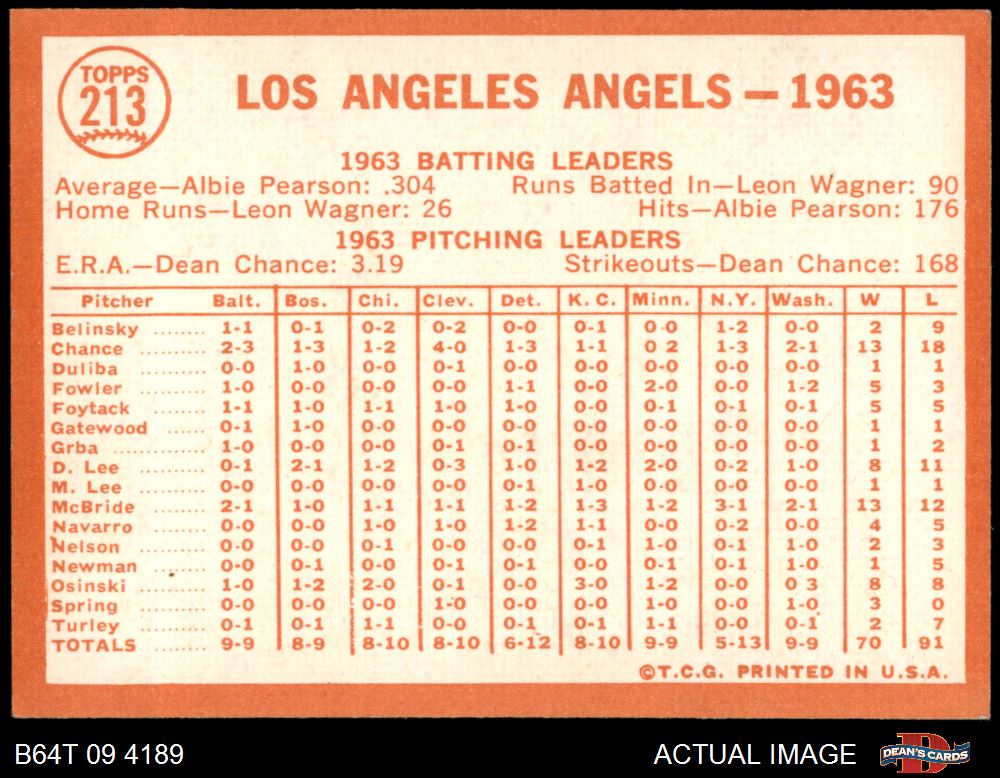 TOPPS
213
LOS ANGELES ANGELS — 1963
1963 BATTING LEADERS
Average—Albie Pearson: .304 Runs Batted In—Leon Wagner: 90
Home Runs—Leon Wagner: 26 Hits—Albie Pearson: 176
1963 PITCHING LEADERS
E.R.A.—Dean Chance: 3.19 Strikeouts—Dean Chance: 168
Pitcher Balt. Bos. Chi. Clev. Det. K. C. Minn. N.Y. Wash. W L
Belinsky ........ 1-1 0-1 0-2 0-2 0-0 0-1 0 0 1-2 0-0 2 9
Chance .......... 2-3 1-3 1-2 4-0 1-3 1-1 0 2 1-3 2-1 13 18
Duliba .......... 0-0 1-0 0-0 0-1 0-0 0-0 0-0 0-0 0-0 1 1
Fowler .......... 1-0 0-0 0-0 0-0 1-1 0-0 2-0 0-0 1-2 5 3
Foytack ......... 1-1 1-0 1-1 1-0 1-0 0-0 0-1 0-1 0-1 5 5
Gatewood ...... 0-1 1-0 0-0 0-0 0-0 0-0 0-0 0-0 0-0 1 1
Grba ............ 1-0 0-0 0-0 0-1 0-1 0-0 0-0 0-0 0-0 1 2
D. Lee .......... 0-1 2-1 1-2 0-3 1-0 1-2 2-0 0-2 1-0 8 11
M. Lee .......... 0-0 0-0 0-0 0-0 0-1 1-0 0-0 0-0 0-0 1 1
McBride ........ 2-1 1-0 1-1 1-1 1-2 1-3 1-2 3-1 2-1 13 12
Navarro ........ 0-0 0-0 1-0 1-0 1-2 1-1 0-0 0-2 0-0 4 5
Nelson .......... 0-0 0-0 0-1 0-0 0-0 0-1 1-0 0-1 1-0 2 3
Newman ........ 0-0 0-1 0-0 0-1 0-1 0-0 0-1 0-1 1-0 1 5
Osinski ......... 1-0 1-2 2-0 0-1 0-0 3-0 1-2 0-0 0 3 8 8
Spring .......... 0-0 0-0 0-0 1-0 0-0 0-0 1-0 0-0 1-0 3 0
Turley .......... 0-1 0-1 1-1 0-0 0-1 0-1 1-1 0-0 0-1 2 7
TOTALS ........ 9-9 8-9 8-10 8-10 6-12 8-10 9-9 5-13 9-9 70 91
©T.C.G. PRINTED IN U.S.A.
B64T 09 4189 ACTUAL IMAGE DEAN'S CARDS